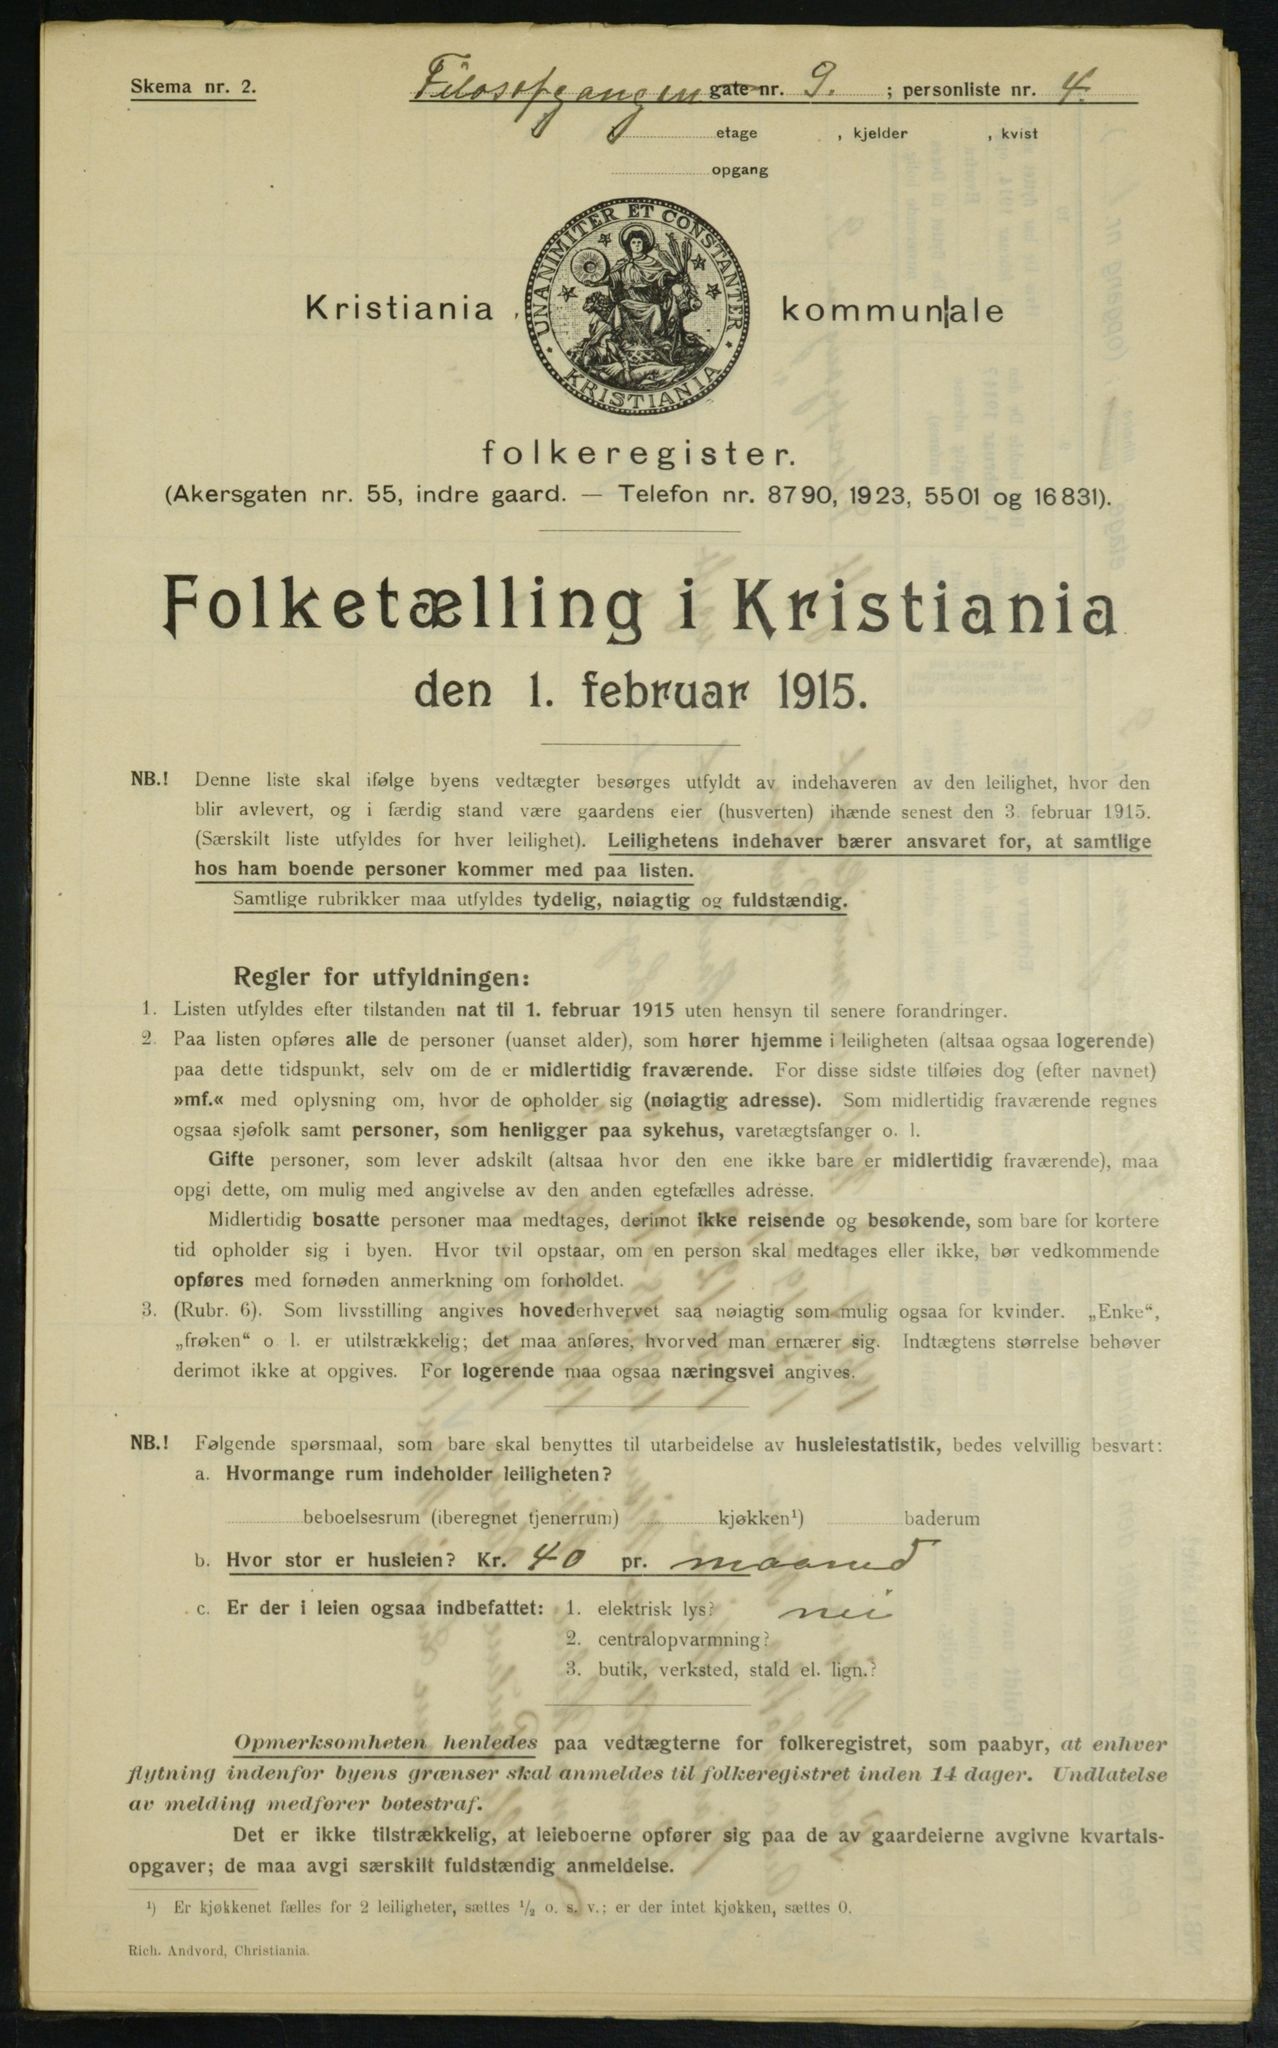 Skema nr. 2. Filosofgangen gate nr. 9. ; personliste nr. 4.
etage , kjelder , kvist
opgang
UNANIMITER ET CONSTANTER
KRISTIANIA
Kristiania kommunale
folkeregister.
(Akersgaten nr. 55, indre gaard. — Telefon nr. 8790, 1923, 5501 og 16831).
Folketælling i Kristiania
den 1. februar 1915.
NB.! Denne liste skal ifølge byens vedtægter besørges utfyldt av indehaveren av den leilighet, hvor den
blir avlevert, og i færdig stand være gaardens eier (husverten) ihænde senest den 3. februar 1915.
(Særskilt liste utfyldes for hver leilighet). Leilighetens indehaver bærer ansvaret for, at samtlige
hos ham boende personer kommer med paa listen.
Samtlige rubrikker maa utfyldes tydelig, nøiagtig og fuldstændig.
Regler for utfyldningen:
1. Listen utfyldes efter tilstanden nat til 1. februar 1915 uten hensyn til senere forandringer.
2. Paa listen opføres alle de personer (uanset alder), som hører hjemme i leiligheten (altsaa ogsaa logerende)
paa dette tidspunkt, selv om de er midlertidig fraværende. For disse sidste tilføies dog (efter navnet)
»mf.« med oplysning om, hvor de opholder sig (nøiagtig adresse). Som midlertidig fraværende regnes
ogsaa sjøfolk samt personer, som henligger paa sykehus, varetægtsfanger o. l.
Gifte personer, som lever adskilt (altsaa hvor den ene ikke bare er midlertidig fraværende), maa
opgi dette, om mulig med angivelse av den anden egtefælles adresse.
Midlertidig bosatte personer maa medtages, derimot ikke reisende og besøkende, som bare for kortere
tid opholder sig i byen. Hvor tvil opstaar, om en person skal medtages eller ikke, bør vedkommende
opføres med fornøden anmerkning om forholdet.
3. (Rubr. 6). Som livsstilling angives hovederhvervet saa nøiagtig som mulig ogsaa for kvinder. „Enke“,
„frøken“ o l. er utilstrækkelig; det maa anføres, hvorved man ernærer sig. Indtægtens størrelse behøver
derimot ikke at opgives. For logerende maa ogsaa næringsvei angives.
NB.! Følgende spørsmaal, som bare skal benyttes til utarbeidelse av husleiestatistik, bedes velvillig besvart:
a. Hvormange rum indeholder leiligheten?
beboelsesrum (iberegnet tjenerrum) kjøkken¹) baderum
b. Hvor stor er husleien? Kr. 40 pr. maaned
c. Er der i leien ogsaa indbefattet: 1. elektrisk lys? nei
2. centralopvarmning?
3. butik, verksted, stald el. lign.?
Opmerksomheten henledes paa vedtægterne for folkeregistret, som paabyr, at enhver
flytning indenfor byens grænser skal anmeldes til folkeregistret inden 14 dager. Undlatelse
av melding medfører bøtestraf.
Det er ikke tilstrækkelig, at leieboerne opfører sig paa de av gaardeierne avgivne kvartals-
opgaver; de maa avgi særskilt fuldstændig anmeldelse.
¹) Er kjøkkenet fælles for 2 leiligheter, sættes ½ o. s. v.; er der intet kjøkken, sættes 0.
Rich. Andvord, Christiania.